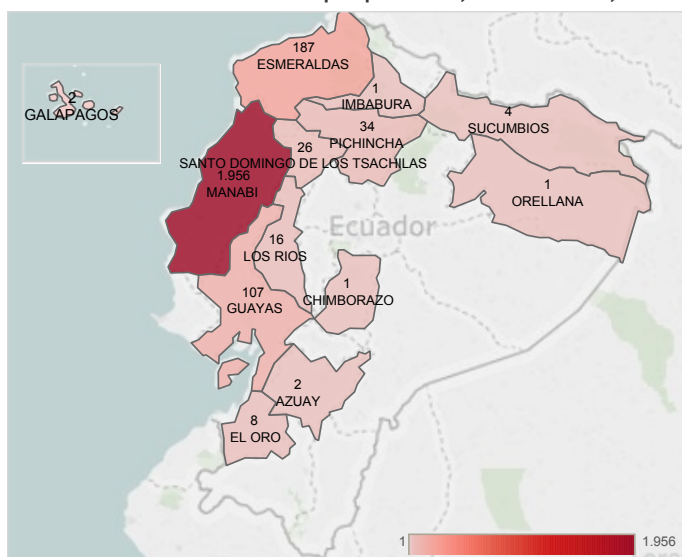 187
ESMERALDAS
2
GALAPAGOS
1
IMBABURA
4
SUCUMBIOS
34
PICHINCHA
26
SANTO DOMINGO DE LOS TSACHILAS
1.956
MANABI
1
ORELLANA
Ecuador
16
LOS RIOS
1
CHIMBORAZO
107
GUAYAS
2
AZUAY
8
EL ORO
1
1.956